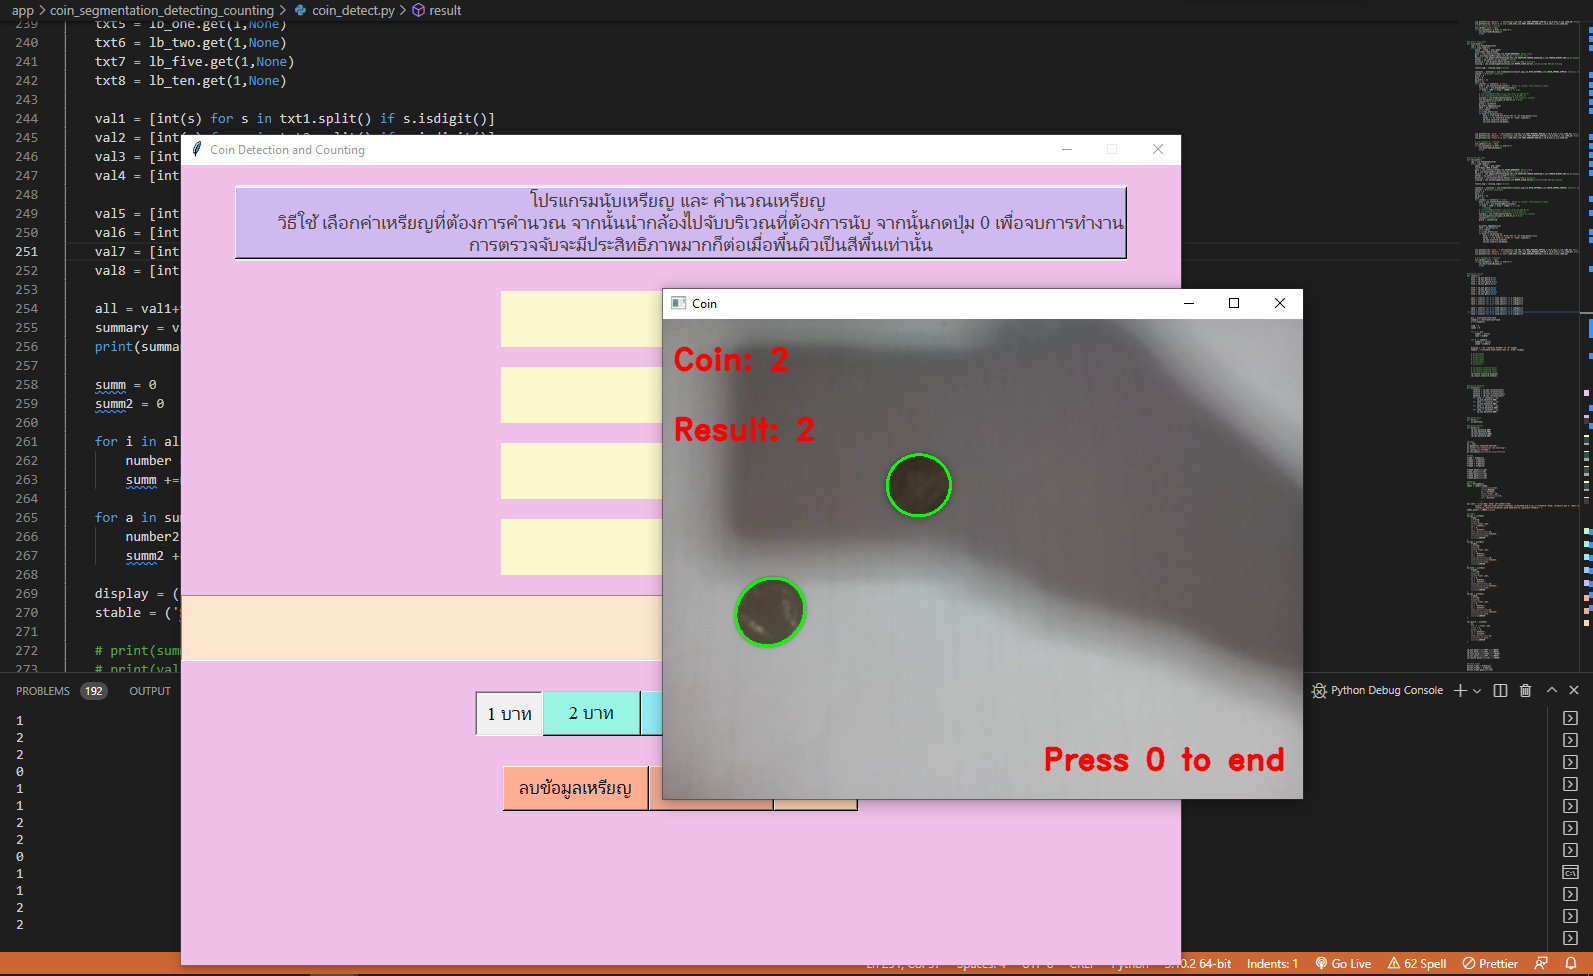 app > coin_segmentation_detecting_counting > coin_detect.py > result
239 txt5 = lb_one.get(1,None)
240 txt6 = lb_two.get(1,None)
241 txt7 = lb_five.get(1,None)
242 txt8 = lb_ten.get(1,None)
243
244 val1 = [int(s) for s in txt1.split() if s.isdigit()]
245 val2 = [int(
246 val3 = [int
247 val4 = [int
248
249 val5 = [int
250 val6 = [int
251 val7 = [int
252 val8 = [int
253
254 all = val1+
255 summary = v
256 print(summa
257
258 summ = 0
259 summ2 = 0
260
261 for i in al
262 number
263 summ +=
264
265 for a in su
266 number2
267 summ2 +
268
269 display = (
270 stable = ('
271
272 # print(sum
273 # print(val
Coin Detection and Counting
โปรแกรมนับเหรียญ และ คำนวณเหรียญ
วิธีใช้ เลือกค่าเหรียญที่ต้องการคำนวณ จากนั้นนำกล้องไปจับบริเวณที่ต้องการนับ จากนั้นกดปุ่ม 0 เพื่อจบการทำงาน
การตรวจจับจะมีประสิทธิภาพมากก็ต่อเมื่อพื้นผิวเป็นสีพื้นเท่านั้น
Coin
Coin: 2
Result: 2
Press 0 to end
1 บาท 2 บาท
ลบข้อมูลเหรียญ
PROBLEMS 192 OUTPUT
Python Debug Console
1
2
2
0
1
1
2
2
0
1
1
2
2
3.10.2 64-bit Indents: 1 Go Live 62 Spell Prettier